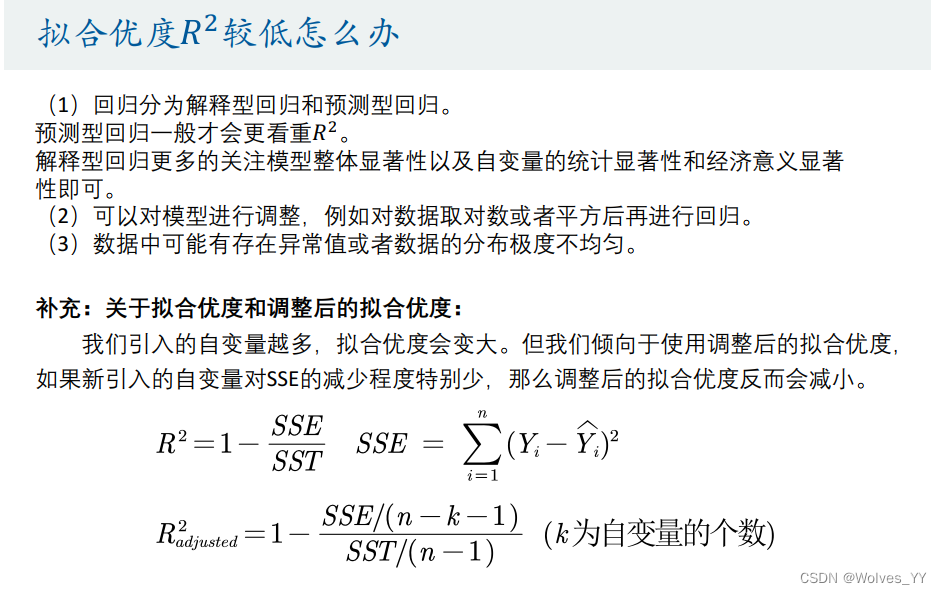 拟合优度R²较低怎么办
（1）回归分为解释型回归和预测型回归。
预测型回归一般才会更看重R²。
解释型回归更多的关注模型整体显著性以及自变量的统计显著性和经济意义显著
性即可。
（2）可以对模型进行调整，例如对数据取对数或者平方后再进行回归。
（3）数据中可能有存在异常值或者数据的分布极度不均匀。
补充：关于拟合优度和调整后的拟合优度：
我们引入的自变量越多，拟合优度会变大。但我们倾向于使用调整后的拟合优度，
如果新引入的自变量对SSE的减少程度特别少，那么调整后的拟合优度反而会减小。
R² = 1 − SSE/SST   SSE = ∑_{i=1}^{n} (Y_i − Ŷ_i)²
R²_{adjusted} = 1 − (SSE/(n − k − 1))/(SST/(n − 1)) (k为自变量的个数)
CSDN @Wolves_YY